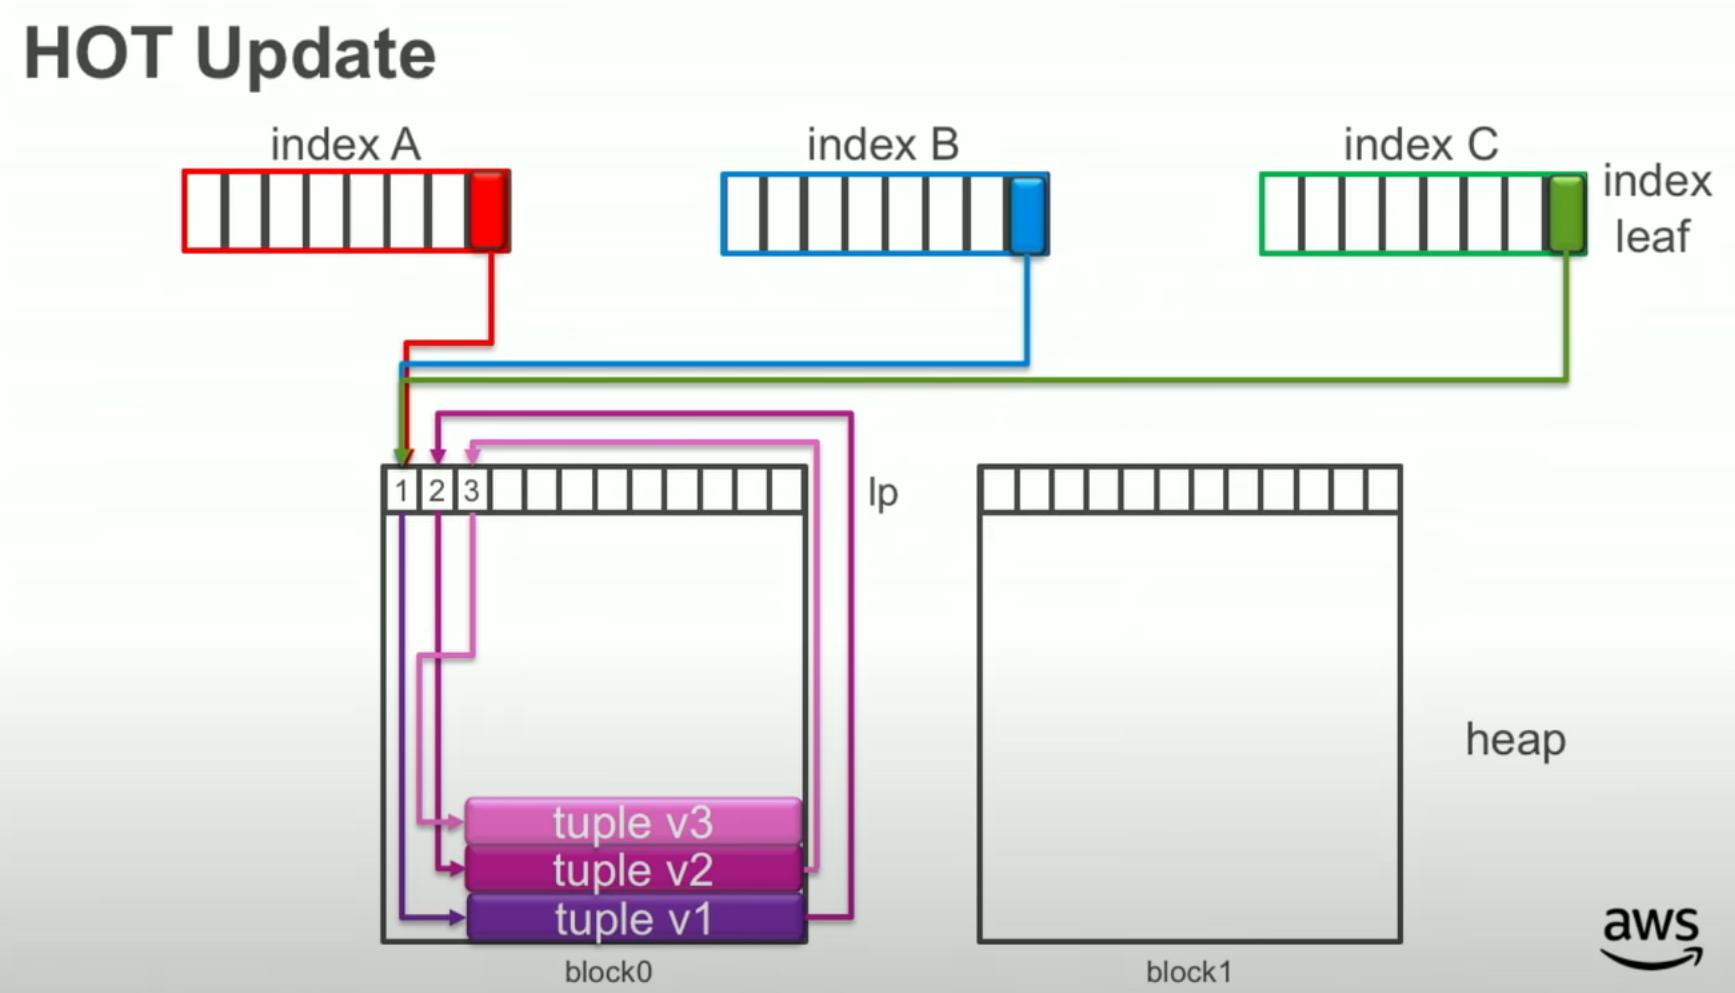 HOT Update
index A
index B
index C
index
leaf
1 2 3
lp
heap
tuple v3
tuple v2
tuple v1
block0
block1
aws